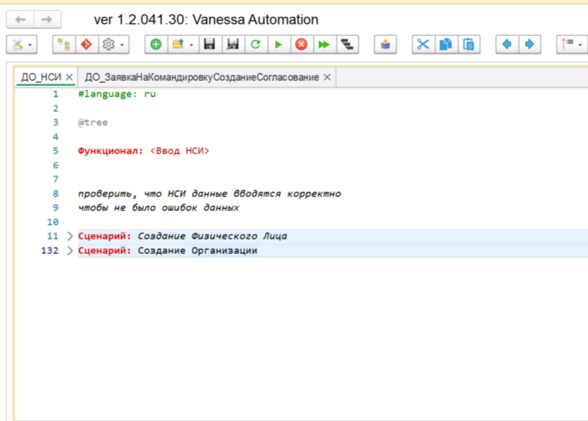 ver 1.2.041.30: Vanessa Automation
ДО_НСИ × ДО_ЗаявкаНаКомандировкуСозданиеСогласование ×
1 #language: ru
2
3 @tree
4
5 Функционал: <Ввод НСИ>
6
7
8 проверить, что НСИ данные вводятся корректно
9 чтобы не было ошибок данных
10
11 > Сценарий: Создание Физического Лица
132 > Сценарий: Создание Организации